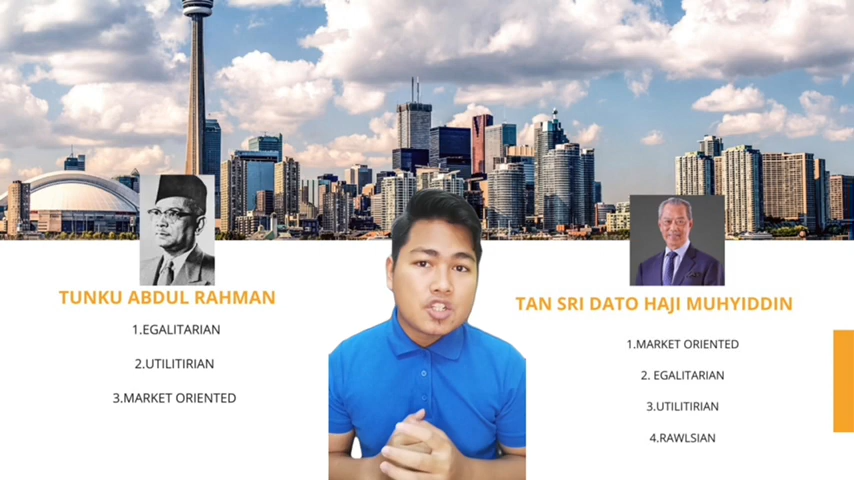 TUNKU ABDUL RAHMAN
1.EGALITARIAN
2.UTILITIRIAN
3.MARKET ORIENTED
TAN SRI DATO HAJI MUHYIDDIN
1.MARKET ORIENTED
2. EGALITARIAN
3.UTILITIRIAN
4.RAWLSIAN